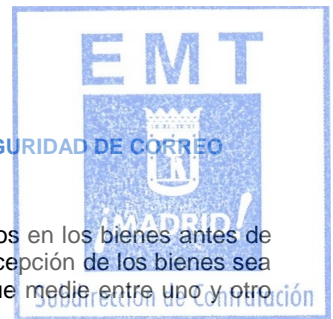 EMT
GURIDAD DE CORREO
¡MADRID!
os en los bienes antes de
cepción de los bienes sea
ue medie entre uno y otro
Subdirección de Contratación